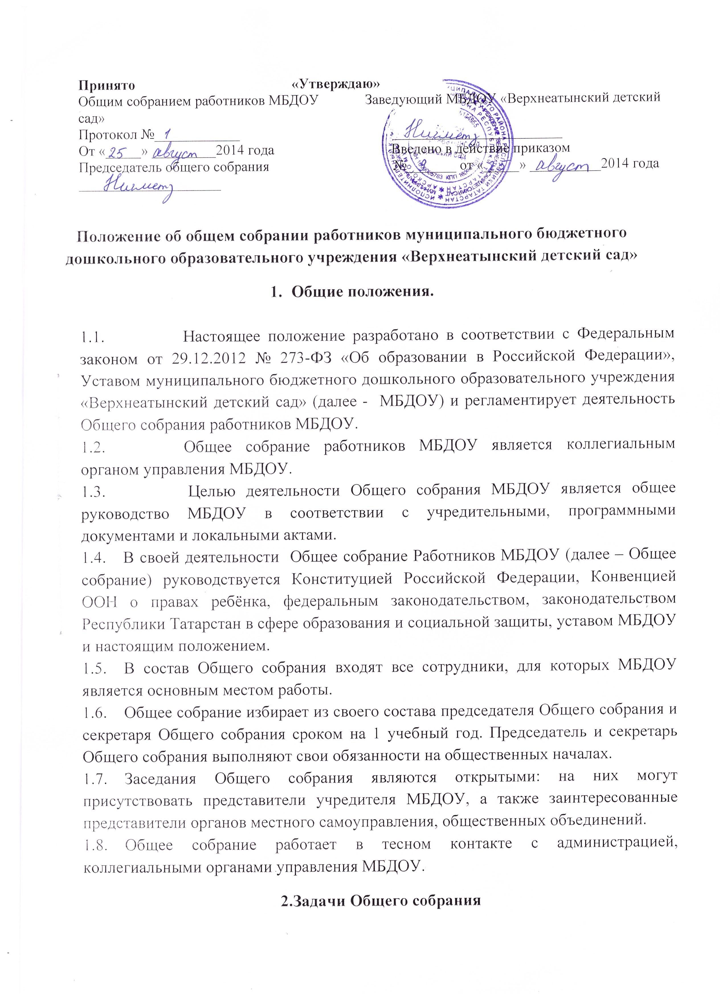 Принято «Утверждаю»
Общим собранием работников МБДОУ Заведующий МБДОУ «Верхнеатынский детский
сад»
Протокол № 1
От «25» август 2014 года Введено в действие приказом
Председатель общего собрания № 9 от «» август 2014 года
Положение об общем собрании работников муниципального бюджетного
дошкольного образовательного учреждения «Верхнеатынский детский сад»
1. Общие положения.
1.1. Настоящее положение разработано в соответствии с Федеральным
законом от 29.12.2012 № 273-ФЗ «Об образовании в Российской Федерации»,
Уставом муниципального бюджетного дошкольного образовательного учреждения
«Верхнеатынский детский сад» (далее - МБДОУ) и регламентирует деятельность
Общего собрания работников МБДОУ.
1.2. Общее собрание работников МБДОУ является коллегиальным
органом управления МБДОУ.
1.3. Целью деятельности Общего собрания МБДОУ является общее
руководство МБДОУ в соответствии с учредительными, программными
документами и локальными актами.
1.4. В своей деятельности Общее собрание Работников МБДОУ (далее – Общее
собрание) руководствуется Конституцией Российской Федерации, Конвенцией
ООН о правах ребёнка, федеральным законодательством, законодательством
Республики Татарстан в сфере образования и социальной защиты, уставом МБДОУ
и настоящим положением.
1.5. В состав Общего собрания входят все сотрудники, для которых МБДОУ
является основным местом работы.
1.6. Общее собрание избирает из своего состава председателя Общего собрания и
секретаря Общего собрания сроком на 1 учебный год. Председатель и секретарь
Общего собрания выполняют свои обязанности на общественных началах.
1.7. Заседания Общего собрания являются открытыми: на них могут
присутствовать представители учредителя МБДОУ, а также заинтересованные
представители органов местного самоуправления, общественных объединений.
1.8. Общее собрание работает в тесном контакте с администрацией,
коллегиальными органами управления МБДОУ.
2.Задачи Общего собрания